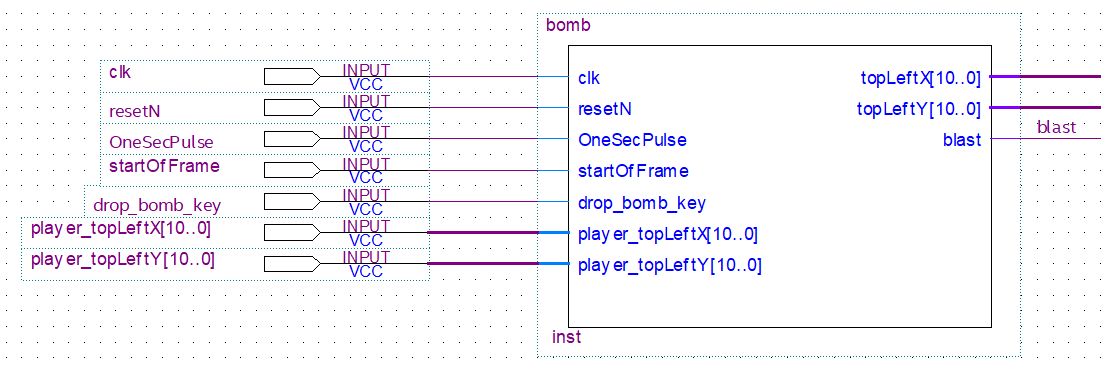 bomb
clk INPUT VCC clk topLeftX[10..0]
resetN INPUT VCC resetN topLeftY[10..0]
OneSecPulse INPUT VCC OneSecPulse blast blast
startOfFrame INPUT VCC startOfFrame
drop_bomb_key INPUT VCC drop_bomb_key
player_topLeftX[10..0] INPUT VCC player_topLeftX[10..0]
player_topLeftY[10..0] INPUT VCC player_topLeftY[10..0]
inst